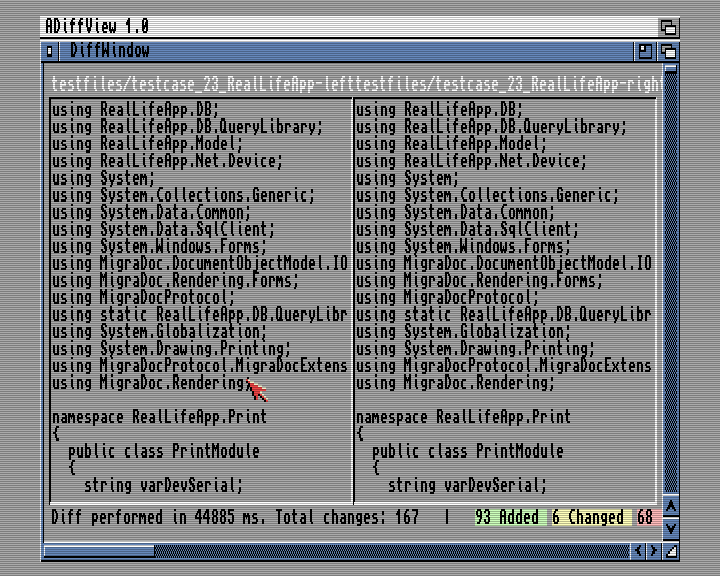 ADiffView 1.0
DiffWindow
testfiles/testcase_23_RealLifeApp-lefttestfiles/testcase_23_RealLifeApp-right
using RealLifeApp.DB; using RealLifeApp.DB;
using RealLifeApp.DB.QueryLibrary; using RealLifeApp.DB.QueryLibrary;
using RealLifeApp.Model; using RealLifeApp.Model;
using RealLifeApp.Net.Device; using RealLifeApp.Net.Device;
using System; using System;
using System.Collections.Generic; using System.Collections.Generic;
using System.Data.Common; using System.Data.Common;
using System.Data.SqlClient; using System.Data.SqlClient;
using System.Windows.Forms; using System.Windows.Forms;
using MigraDoc.DocumentObjectModel.IO using MigraDoc.DocumentObjectModel.IO
using MigraDoc.Rendering.Forms; using MigraDoc.Rendering.Forms;
using MigraDocProtocol; using MigraDocProtocol;
using static RealLifeApp.DB.QueryLibr using static RealLifeApp.DB.QueryLibr
using System.Globalization; using System.Globalization;
using System.Drawing.Printing; using System.Drawing.Printing;
using MigraDocProtocol.MigraDocExtens using MigraDocProtocol.MigraDocExtens
using MigraDoc.Rendering; using MigraDoc.Rendering;
namespace RealLifeApp.Print namespace RealLifeApp.Print
{ {
public class PrintModule public class PrintModule
{ {
string varDevSerial; string varDevSerial;
Diff performed in 44885 ms. Total changes: 167 | 93 Added 6 Changed 68